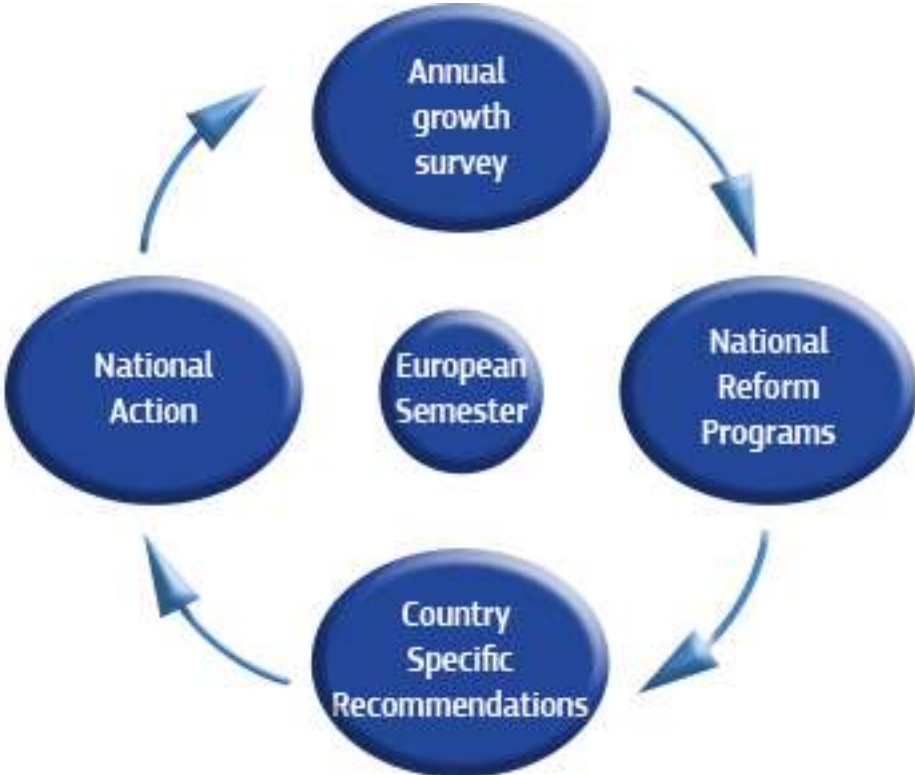 Annual
growth
survey
National
Reform
Programs
Country
Specific
Recommendations
National
Action
European
Semester